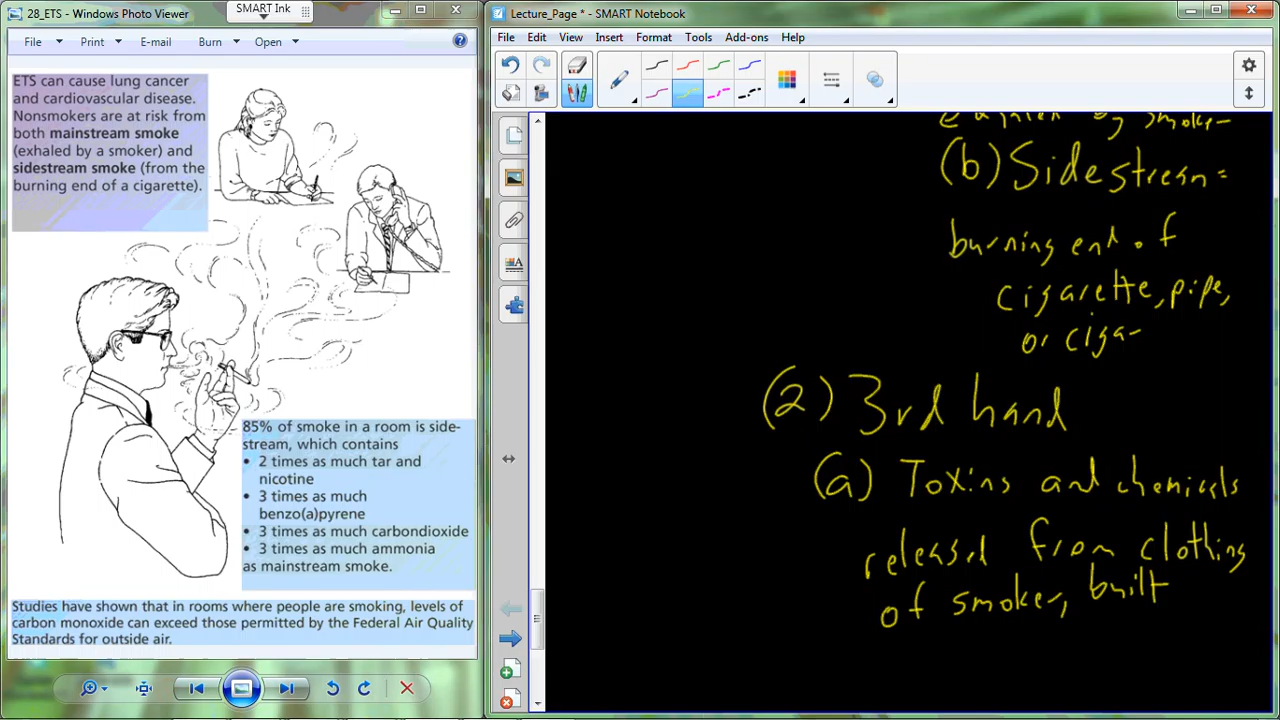 28_ETS - Windows Photo Viewer
SMART Ink
File Print E-mail Burn Open
ETS can cause lung cancer
and cardiovascular disease.
Nonsmokers are at risk from
both mainstream smoke
(exhaled by a smoker) and
sidestream smoke (from the
burning end of a cigarette).
85% of smoke in a room is side-
stream, which contains
• 2 times as much tar and
nicotine
• 3 times as much
benzo(a)pyrene
• 3 times as much carbondioxide
• 3 times as much ammonia
as mainstream smoke.
Studies have shown that in rooms where people are smoking, levels of
carbon monoxide can exceed those permitted by the Federal Air Quality
Standards for outside air.
Lecture_Page * - SMART Notebook
File Edit View Insert Format Tools Add-ons Help
by smoker
(b) Sidestream =
burning end of
cigarette, pipe,
or cigar
(2) 3rd hand
(a) Toxins and chemicals
released from clothing
of smoker, built